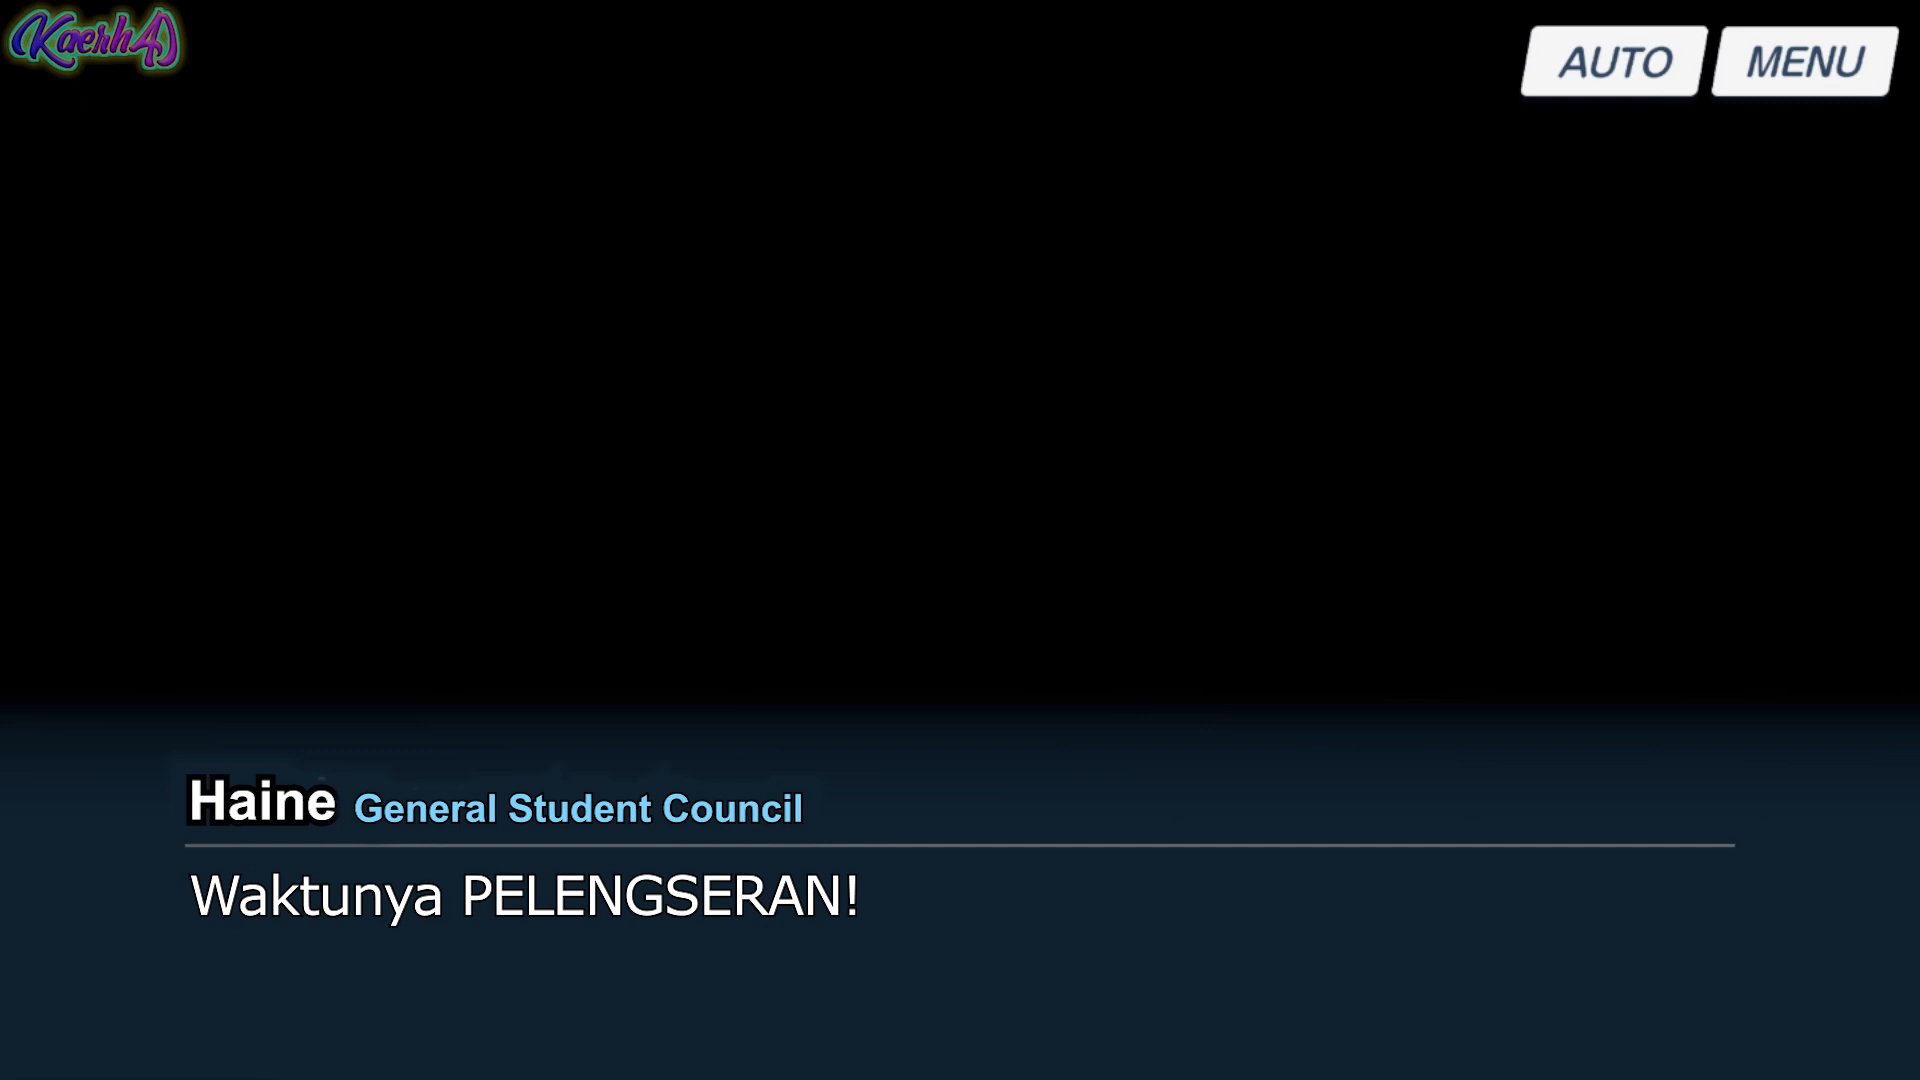 Kaerh4
AUTO MENU
Haine General Student Council
Waktunya PELENGSERAN!